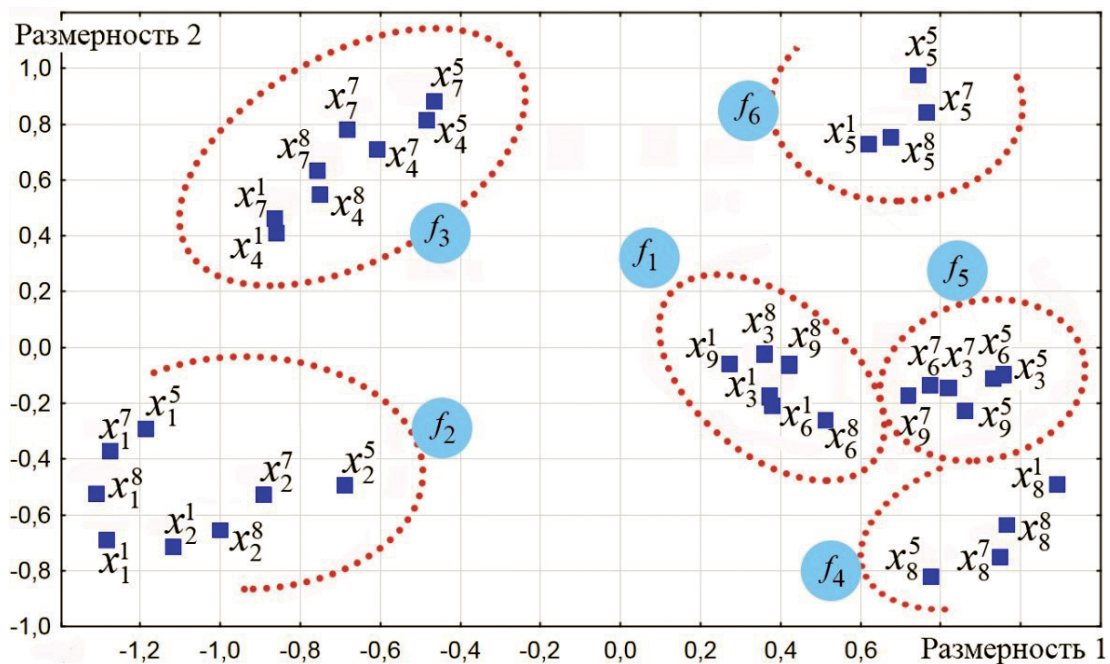 Размерность 2
1,0
0,8
0,6
0,4
0,2
0,0
-0,2
-0,4
-0,6
-0,8
-1,0
x_5^5
x_5^7
x_5^1
x_5^8
f_6
x_7^5
x_7^7
x_4^5
x_7^8
x_4^7
x_7^1
x_4^8
x_4^1
f_3
f_1
f_5
x_3^8
x_9^8
x_9^1
x_3^1
x_6^1
x_6^8
x_6^7
x_3^7
x_6^5
x_3^5
x_9^7
x_9^5
x_1^7
x_1^5
f_2
x_1^8
x_2^7
x_2^5
x_2^1
x_2^8
x_1^1
x_8^1
x_8^8
x_8^7
x_8^5
f_4
-1,2 -1,0 -0,8 -0,6 -0,4 -0,2 0,0 0,2 0,4 0,6 0,8 1
Размерность 1